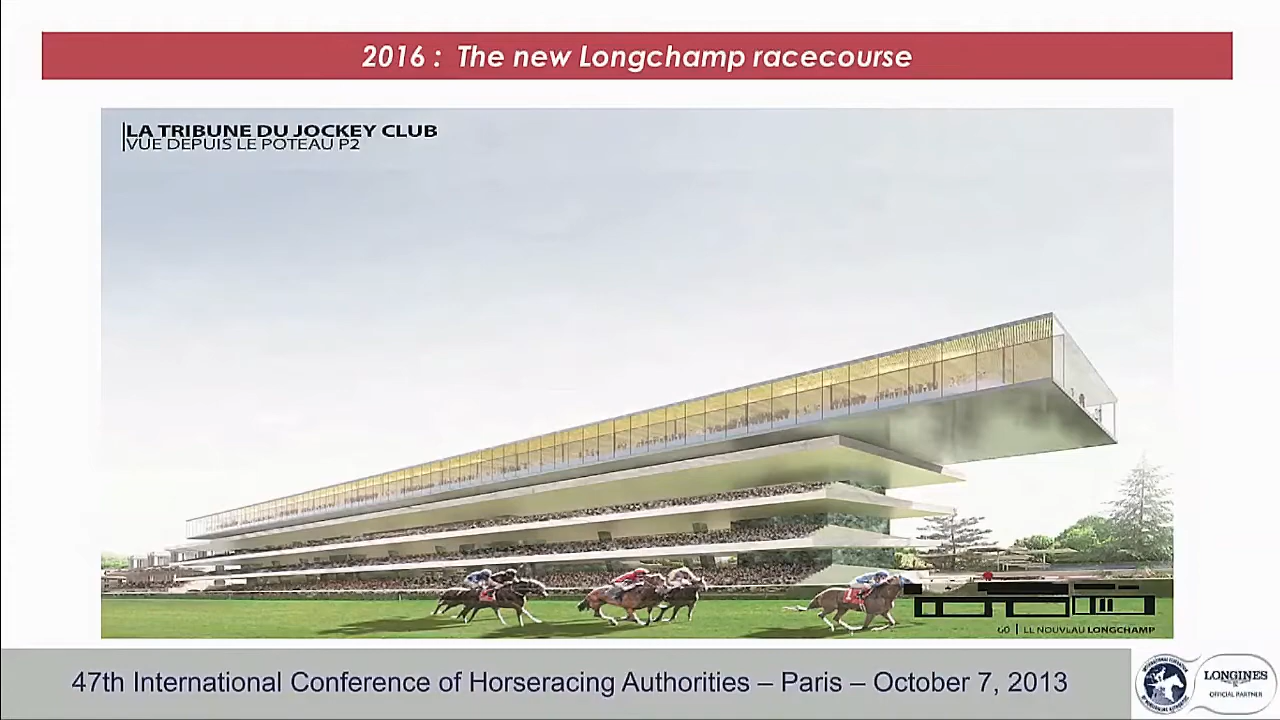 2016 : The new Longchamp racecourse
LA TRIBUNE DU JOCKEY CLUB
VUE DEPUIS LE POTEAU P2
60 | LE NOUVEAU LONGCHAMP
47th International Conference of Horseracing Authorities – Paris – October 7, 2013
LONGINES
OFFICIAL PARTNER